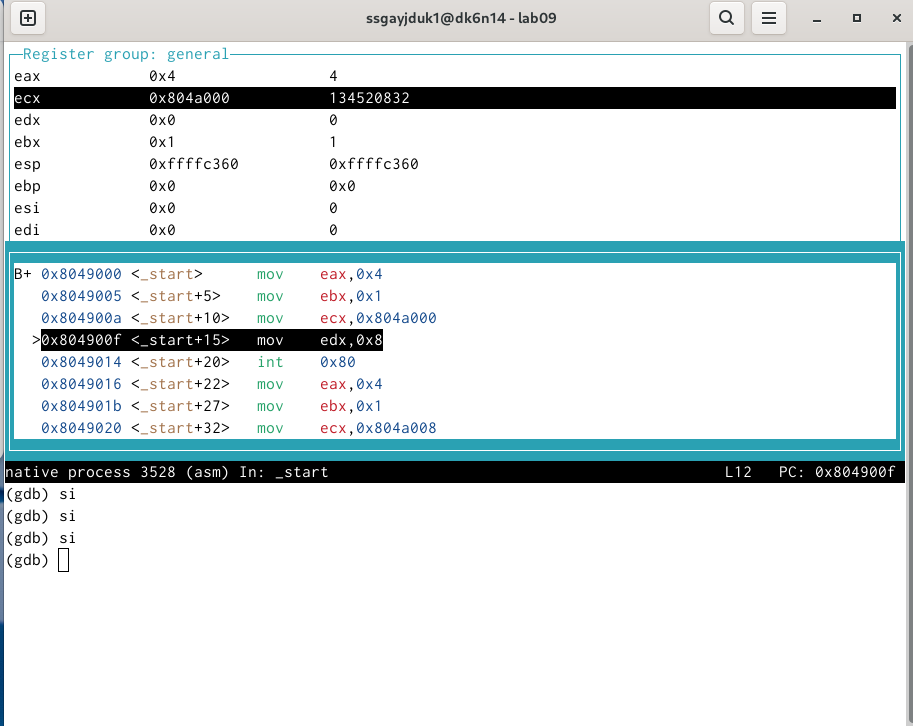 ssgayjduk1@dk6n14 - lab09
Register group: general
eax 0x4 4
ecx 0x804a000 134520832
edx 0x0 0
ebx 0x1 1
esp 0xffffc360 0xffffc360
ebp 0x0 0x0
esi 0x0 0
edi 0x0 0
B+ 0x8049000 <_start> mov eax,0x4
0x8049005 <_start+5> mov ebx,0x1
0x804900a <_start+10> mov ecx,0x804a000
>0x804900f <_start+15> mov edx,0x8
0x8049014 <_start+20> int 0x80
0x8049016 <_start+22> mov eax,0x4
0x804901b <_start+27> mov ebx,0x1
0x8049020 <_start+32> mov ecx,0x804a008
native process 3528 (asm) In: _start L12 PC: 0x804900f
(gdb) si
(gdb) si
(gdb) si
(gdb)